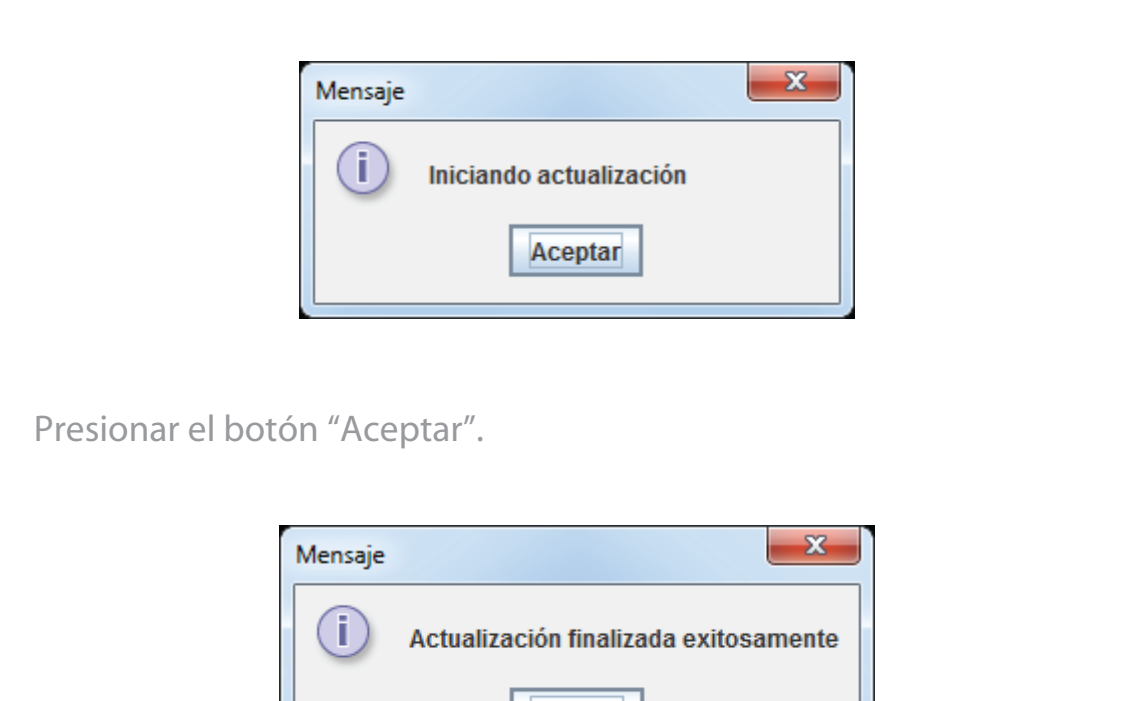 Mensaje
Iniciando actualización
Aceptar
Presionar el botón “Aceptar”.
Mensaje
Actualización finalizada exitosamente